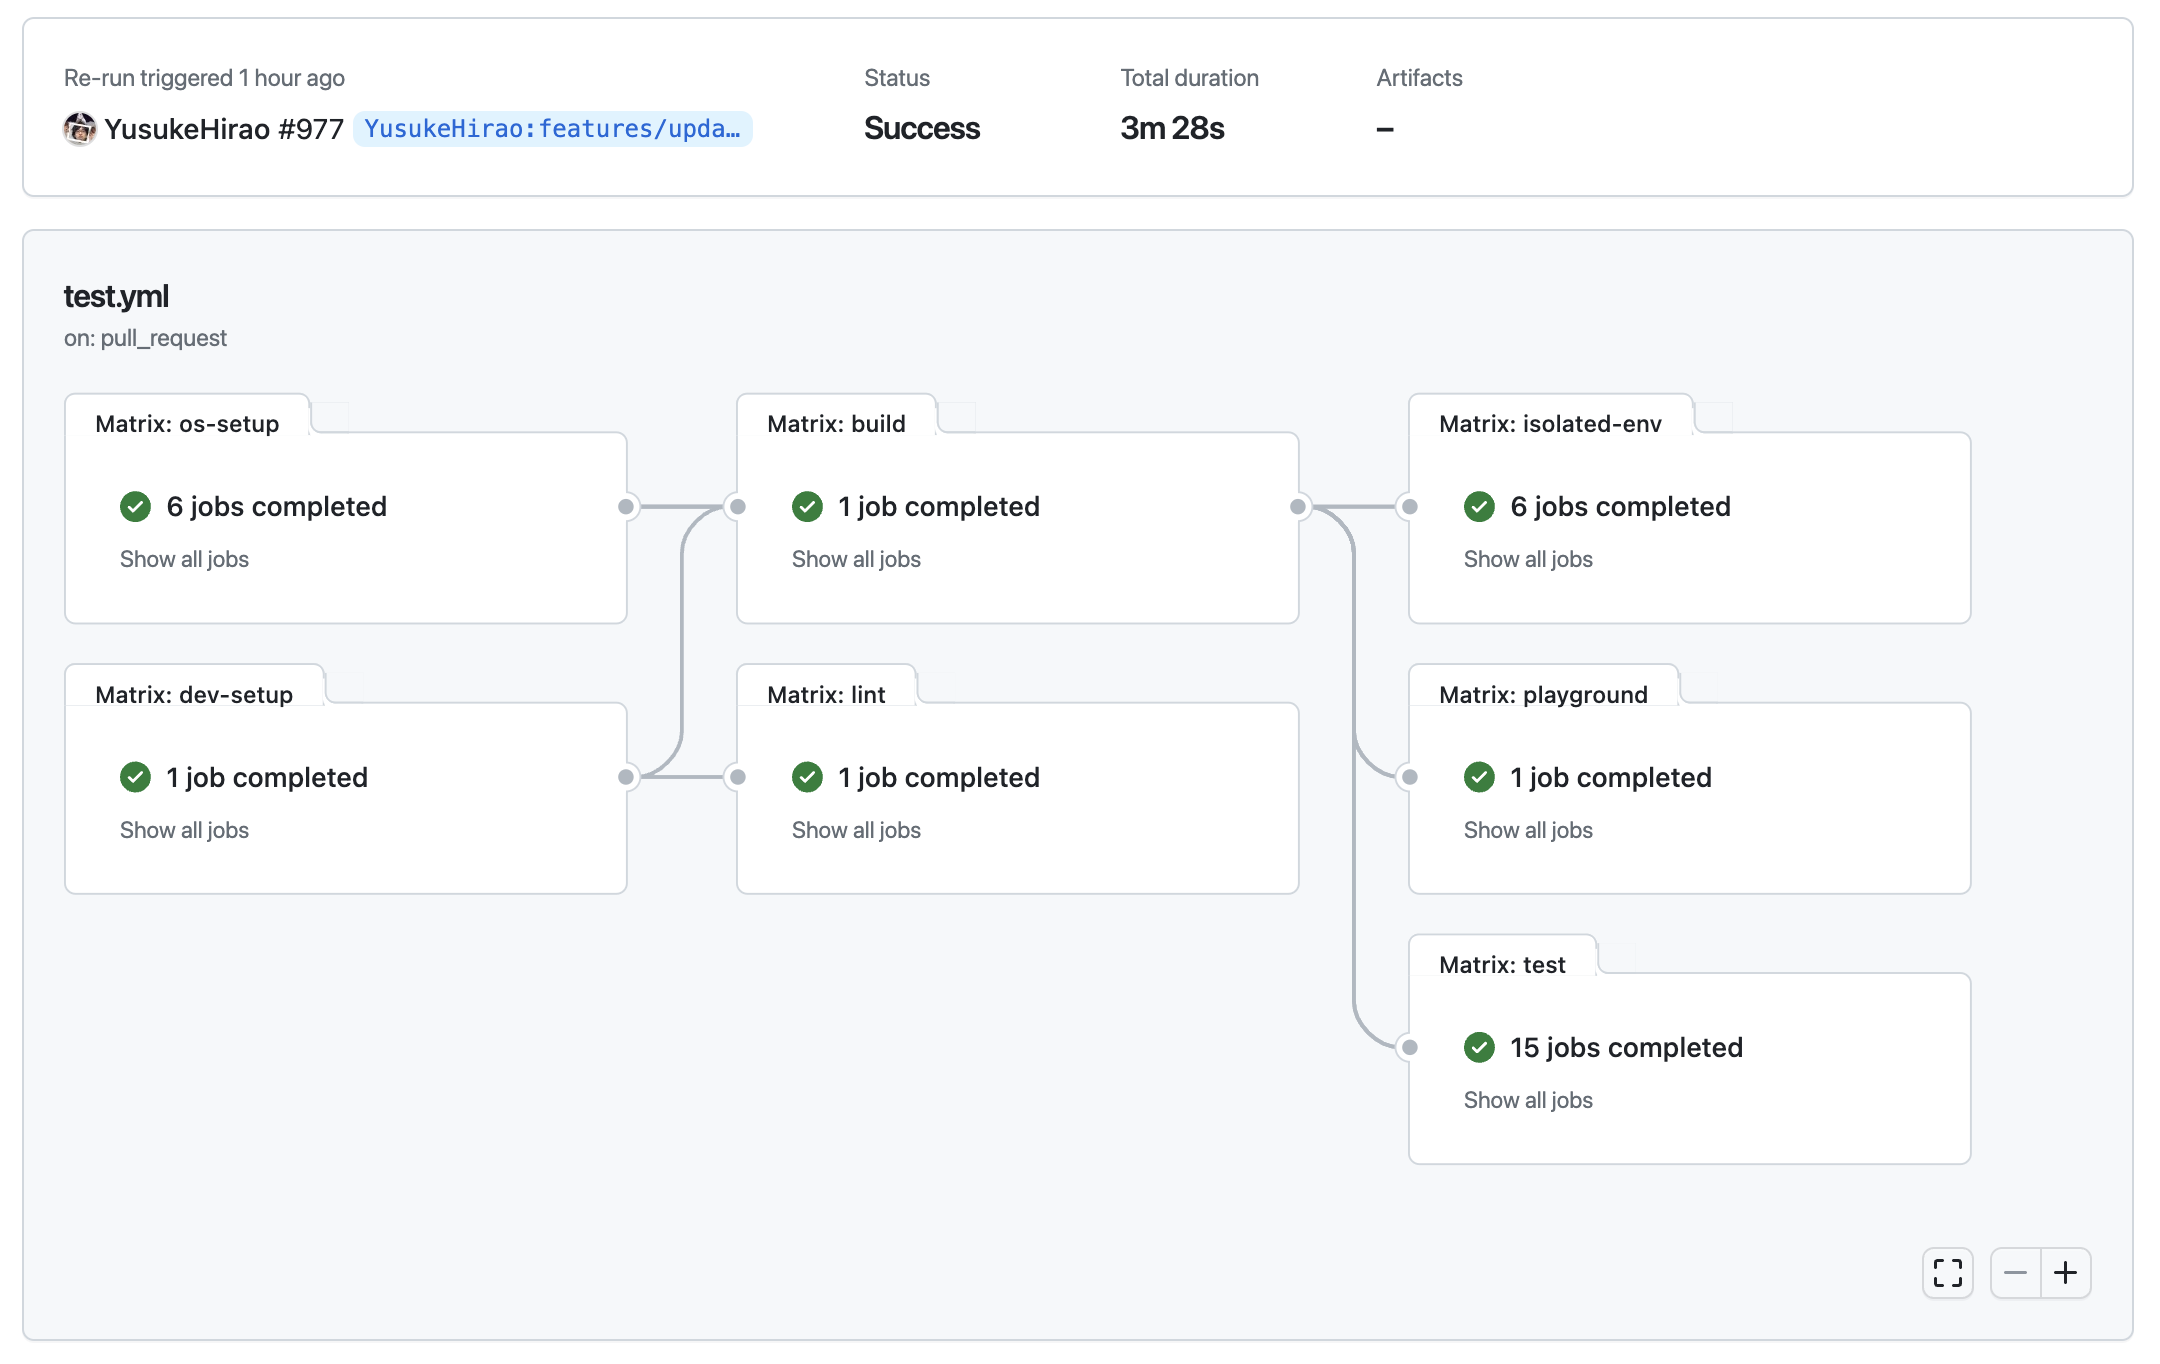 Re-run triggered 1 hour ago
YusukeHirao #977 YusukeHirao:features/upda…
Status
Success
Total duration
3m 28s
Artifacts
–
test.yml
on: pull_request
Matrix: os-setup
6 jobs completed
Show all jobs
Matrix: dev-setup
1 job completed
Show all jobs
Matrix: build
1 job completed
Show all jobs
Matrix: lint
1 job completed
Show all jobs
Matrix: isolated-env
6 jobs completed
Show all jobs
Matrix: playground
1 job completed
Show all jobs
Matrix: test
15 jobs completed
Show all jobs